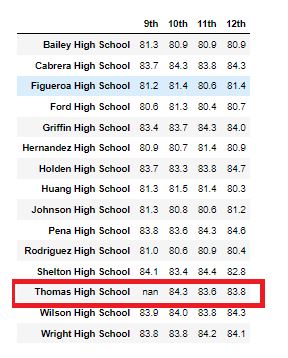 9th 10th 11th 12th
Bailey High School 81.3 80.9 80.9 80.9
Cabrera High School 83.7 84.3 83.8 84.3
Figueroa High School 81.2 81.4 80.6 81.4
Ford High School 80.6 81.3 80.4 80.7
Griffin High School 83.4 83.7 84.3 84.0
Hernandez High School 80.9 80.7 81.4 80.9
Holden High School 83.7 83.3 83.8 84.7
Huang High School 81.3 81.5 81.4 80.3
Johnson High School 81.3 80.8 80.6 81.2
Pena High School 83.8 83.6 84.3 84.6
Rodriguez High School 81.0 80.6 80.9 80.4
Shelton High School 84.1 83.4 84.4 82.8
Thomas High School nan 84.3 83.6 83.8
Wilson High School 83.9 84.0 83.8 84.3
Wright High School 83.8 83.8 84.2 84.1